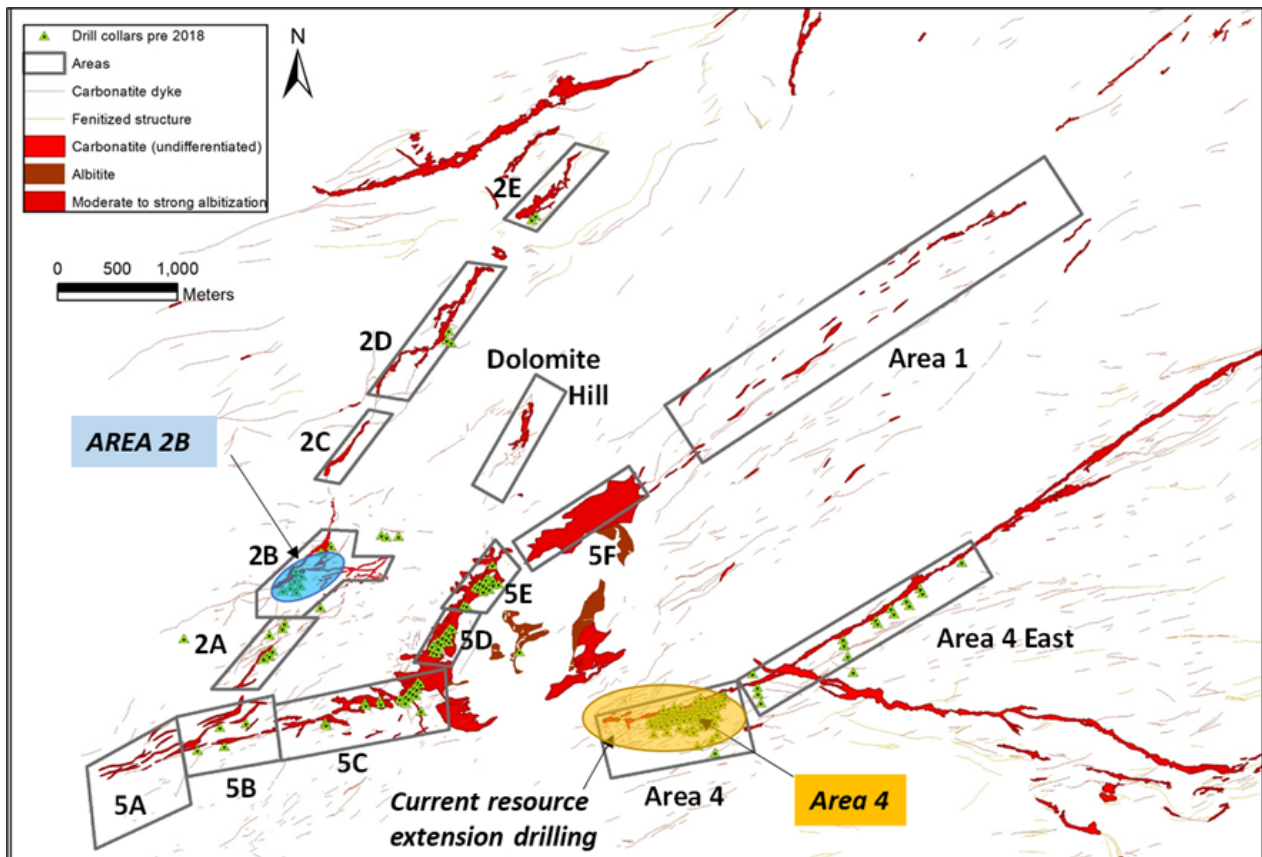 Drill collars pre 2018
Areas
Carbonatite dyke
Fenitized structure
Carbonatite (undifferentiated)
Albitite
Moderate to strong albitization
N
0 500 1,000
Meters
2E
2D
Dolomite
Hill
Area 1
2C
AREA 2B
2B
5F
5E
2A
5D
Area 4 East
5C
5B
5A
Area 4
Current resource
extension drilling
Area 4